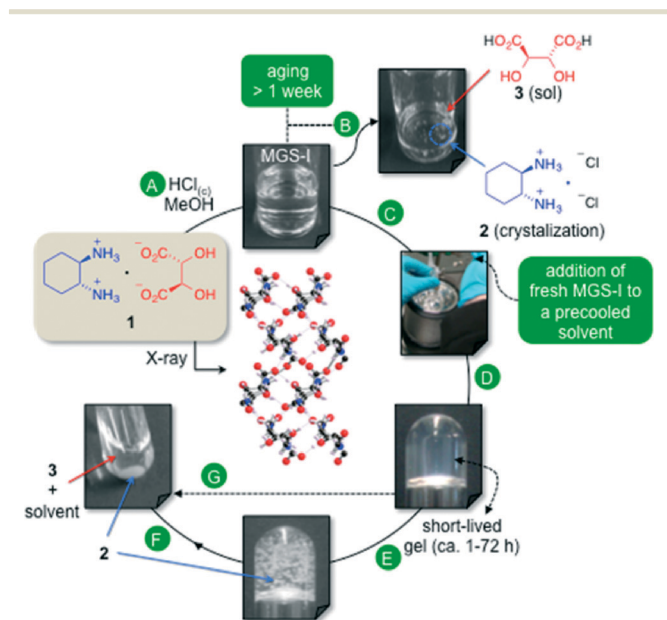 aging
> 1 week
B
HO₂C CO₂H
HO OH
3 (sol)
MGS-I
A HCl(c)
MeOH
C
+
NH₃
NH₃
+
−Cl
−Cl
2 (crystalization)
+
NH₃
NH₃
+
−O₂C OH
−O₂C OH
1
addition of
fresh MGS-I to
a precooled
solvent
X-ray
D
3
+
solvent
G
short-lived
gel (ca. 1-72 h)
2
F
E